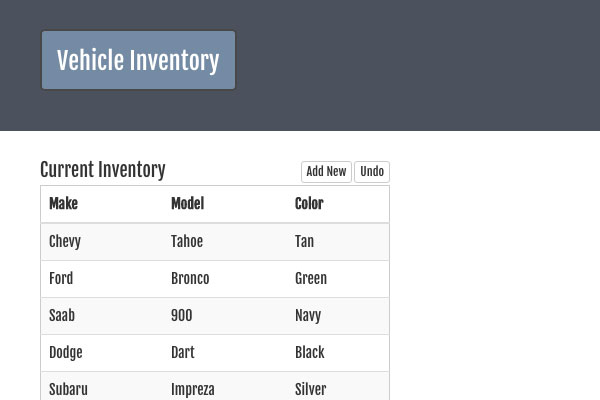 Vehicle Inventory
Current Inventory Add New Undo
Make Model Color
Chevy Tahoe Tan
Ford Bronco Green
Saab 900 Navy
Dodge Dart Black
Subaru Impreza Silver